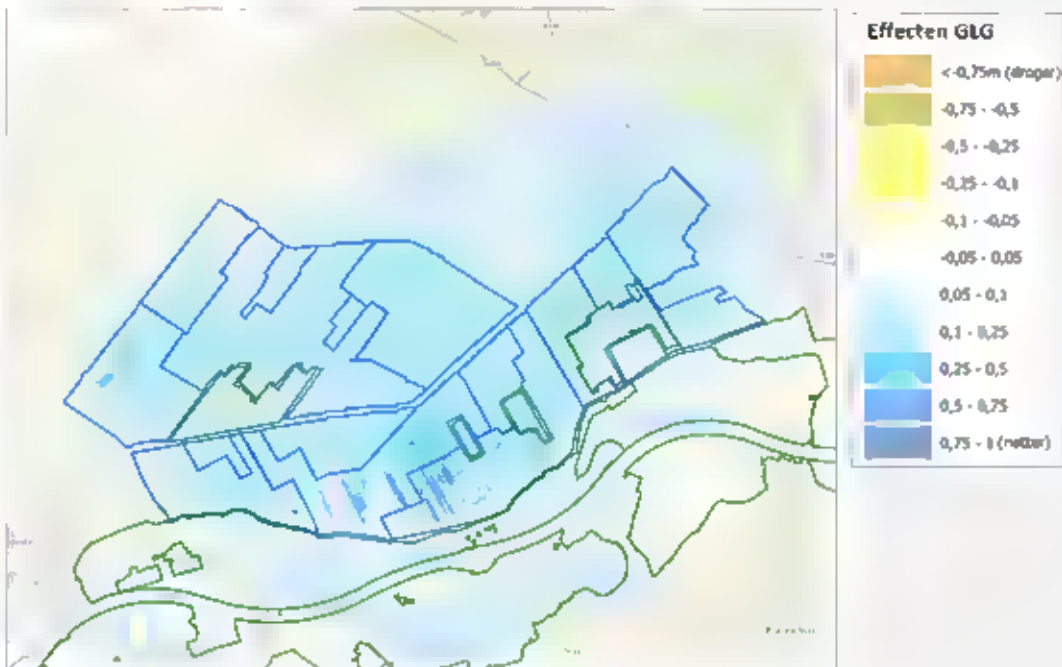 Effecten GLG
<-0,75m (droger)
-0,75 - -0,5
-0,5 - -0,25
-0,25 - -0,1
-0,1 - -0,05
-0,05 - 0,05
0,05 - 0,1
0,1 - 0,25
0,25 - 0,5
0,5 - 0,75
0,75 - 1 (natter)